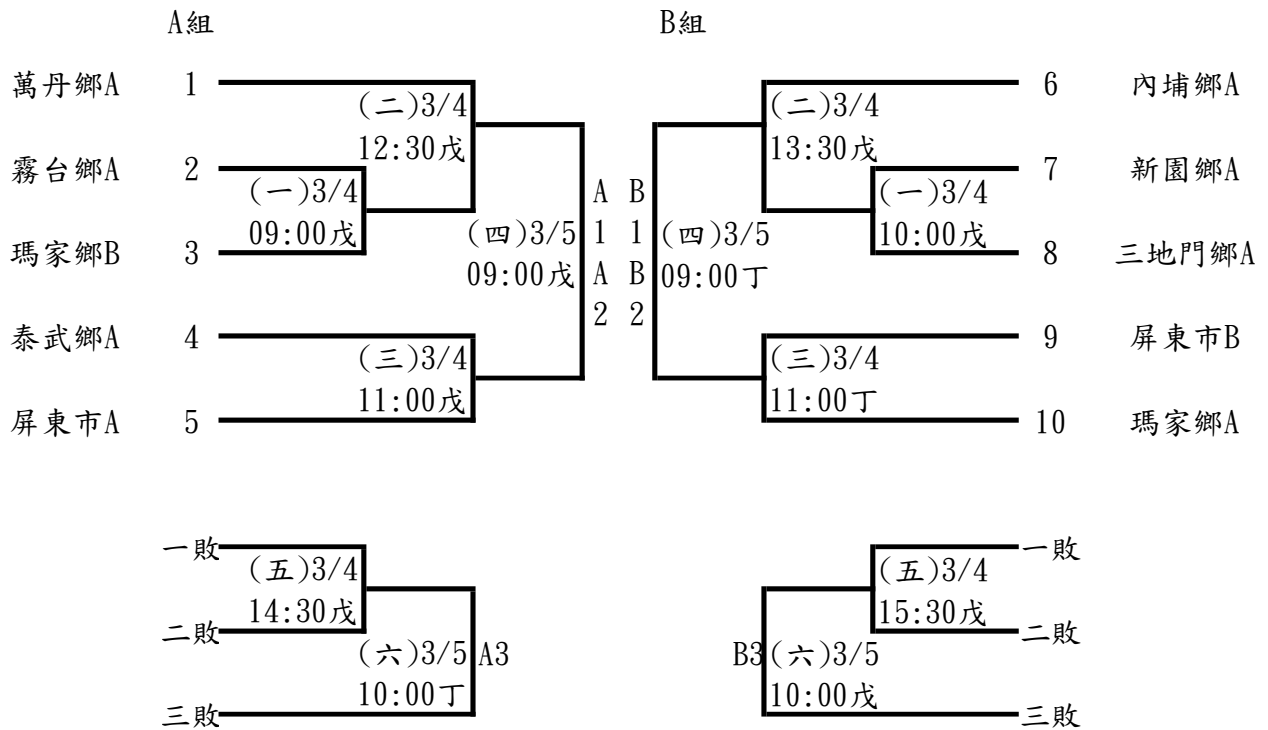 A組 B組
萬丹鄉A 1 6 內埔鄉A
(二)3/4 (二)3/4
12:30戊 13:30戊
霧台鄉A 2 7 新園鄉A
(一)3/4 (一)3/4
09:00戊 10:00戊
瑪家鄉B 3 8 三地門鄉A
(四)3/5 (四)3/5
09:00戊 09:00丁
A1A2 B1B2
泰武鄉A 4 9 屏東市B
(三)3/4 (三)3/4
11:00戊 11:00丁
屏東市A 5 10 瑪家鄉A
一敗 一敗
(五)3/4 (五)3/4
14:30戊 15:30戊
二敗 二敗
(六)3/5 A3 B3 (六)3/5
10:00丁 10:00戊
三敗 三敗